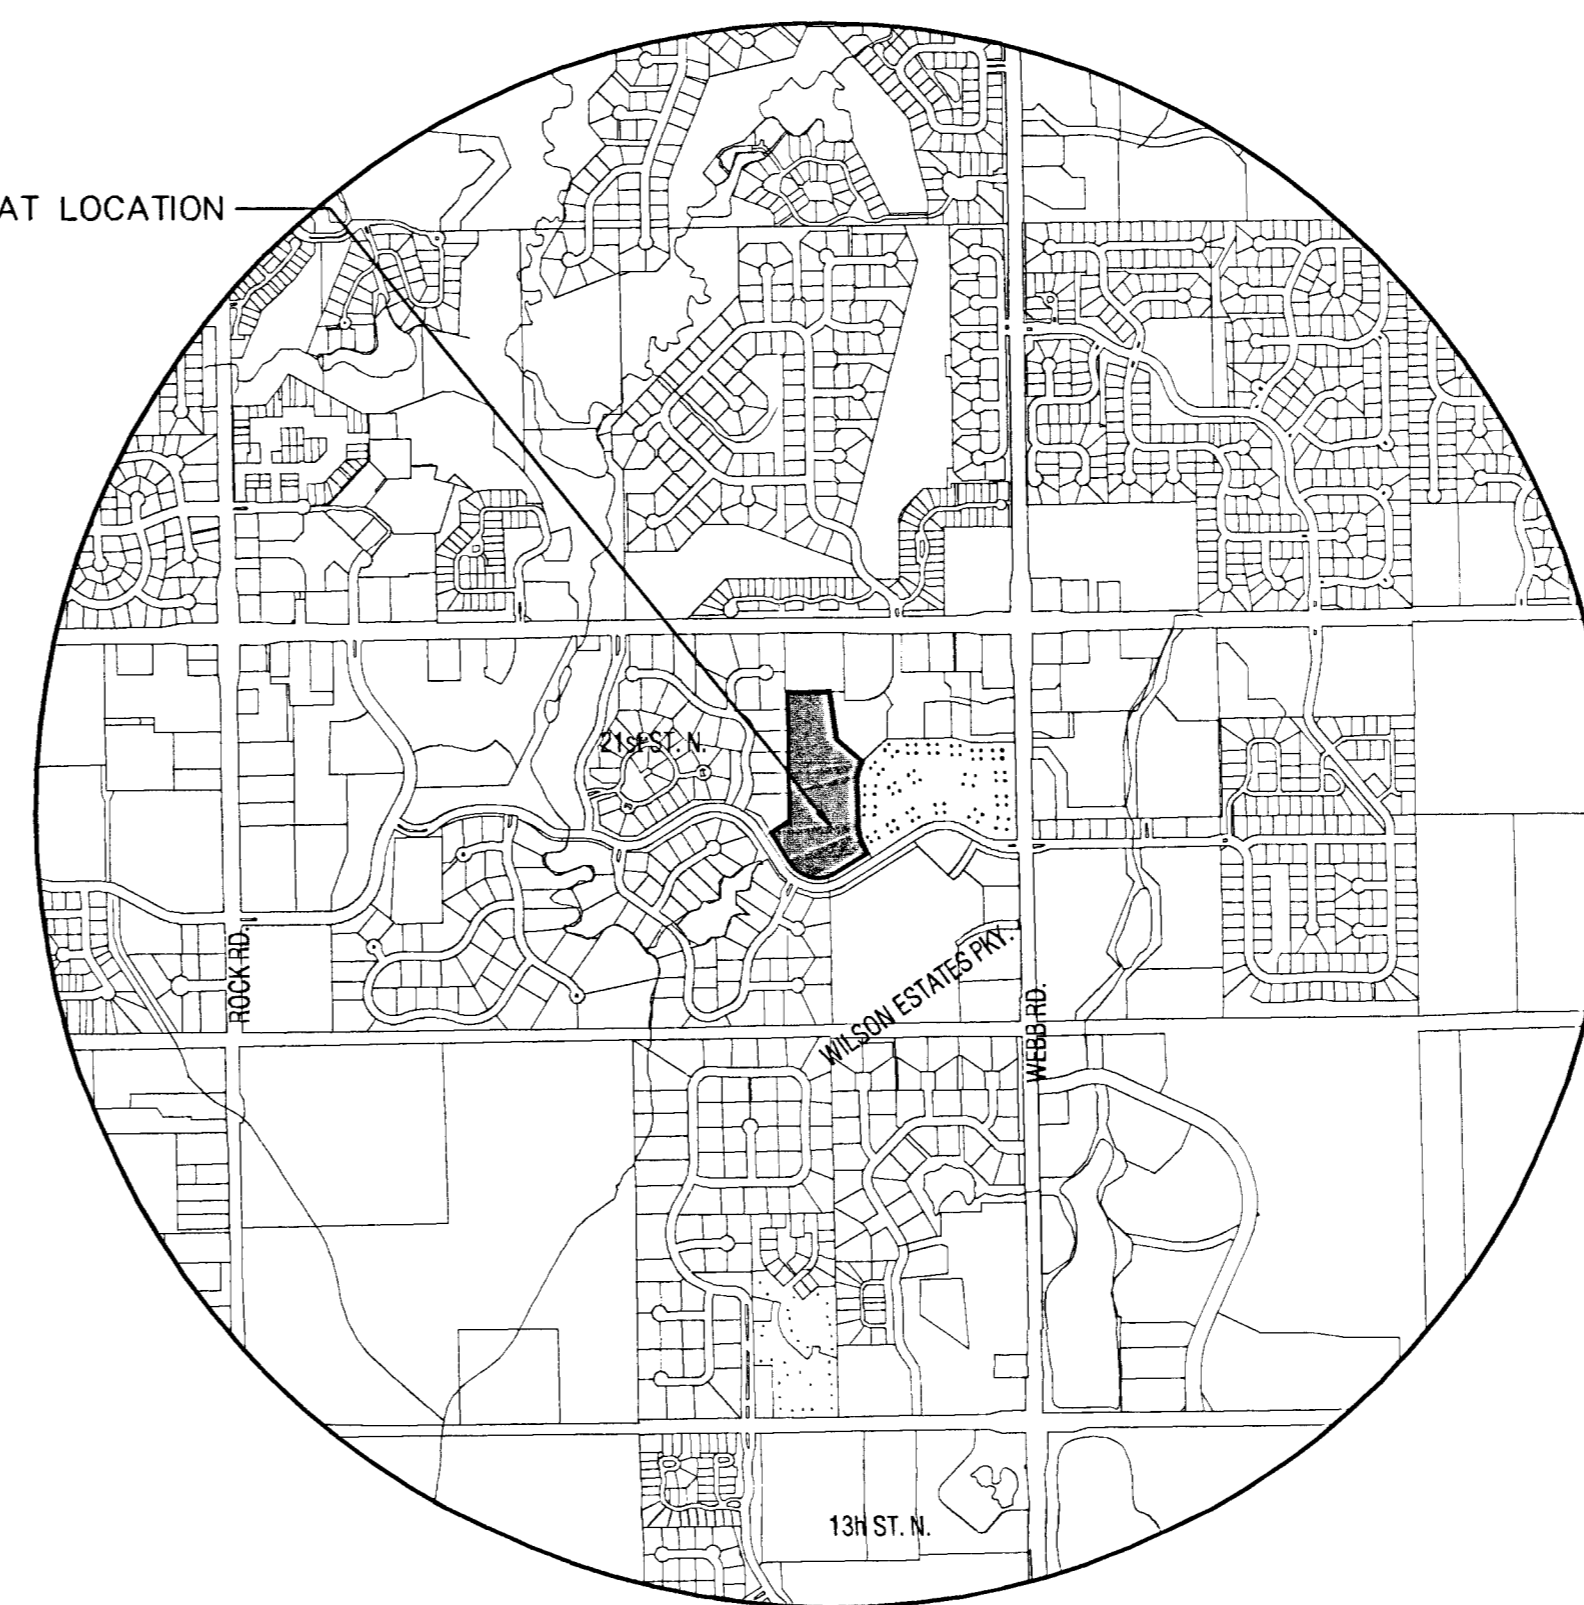 AT LOCATION
21st ST. N.
ROCK RD.
WILSON ESTATES PKY.
WEBB RD.
13h ST. N.